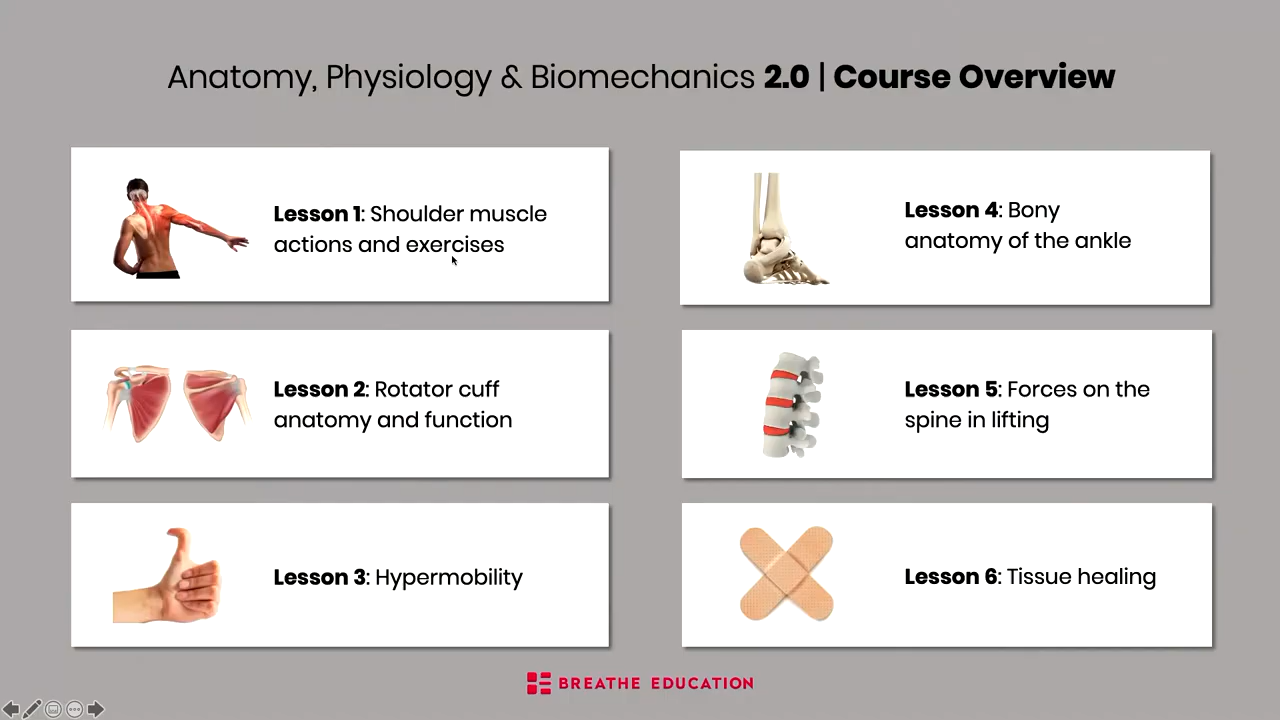 Anatomy, Physiology & Biomechanics 2.0 | Course Overview
Lesson 1: Shoulder muscle
actions and exercises
Lesson 2: Rotator cuff
anatomy and function
Lesson 3: Hypermobility
Lesson 4: Bony
anatomy of the ankle
Lesson 5: Forces on the
spine in lifting
Lesson 6: Tissue healing
BREATHE EDUCATION